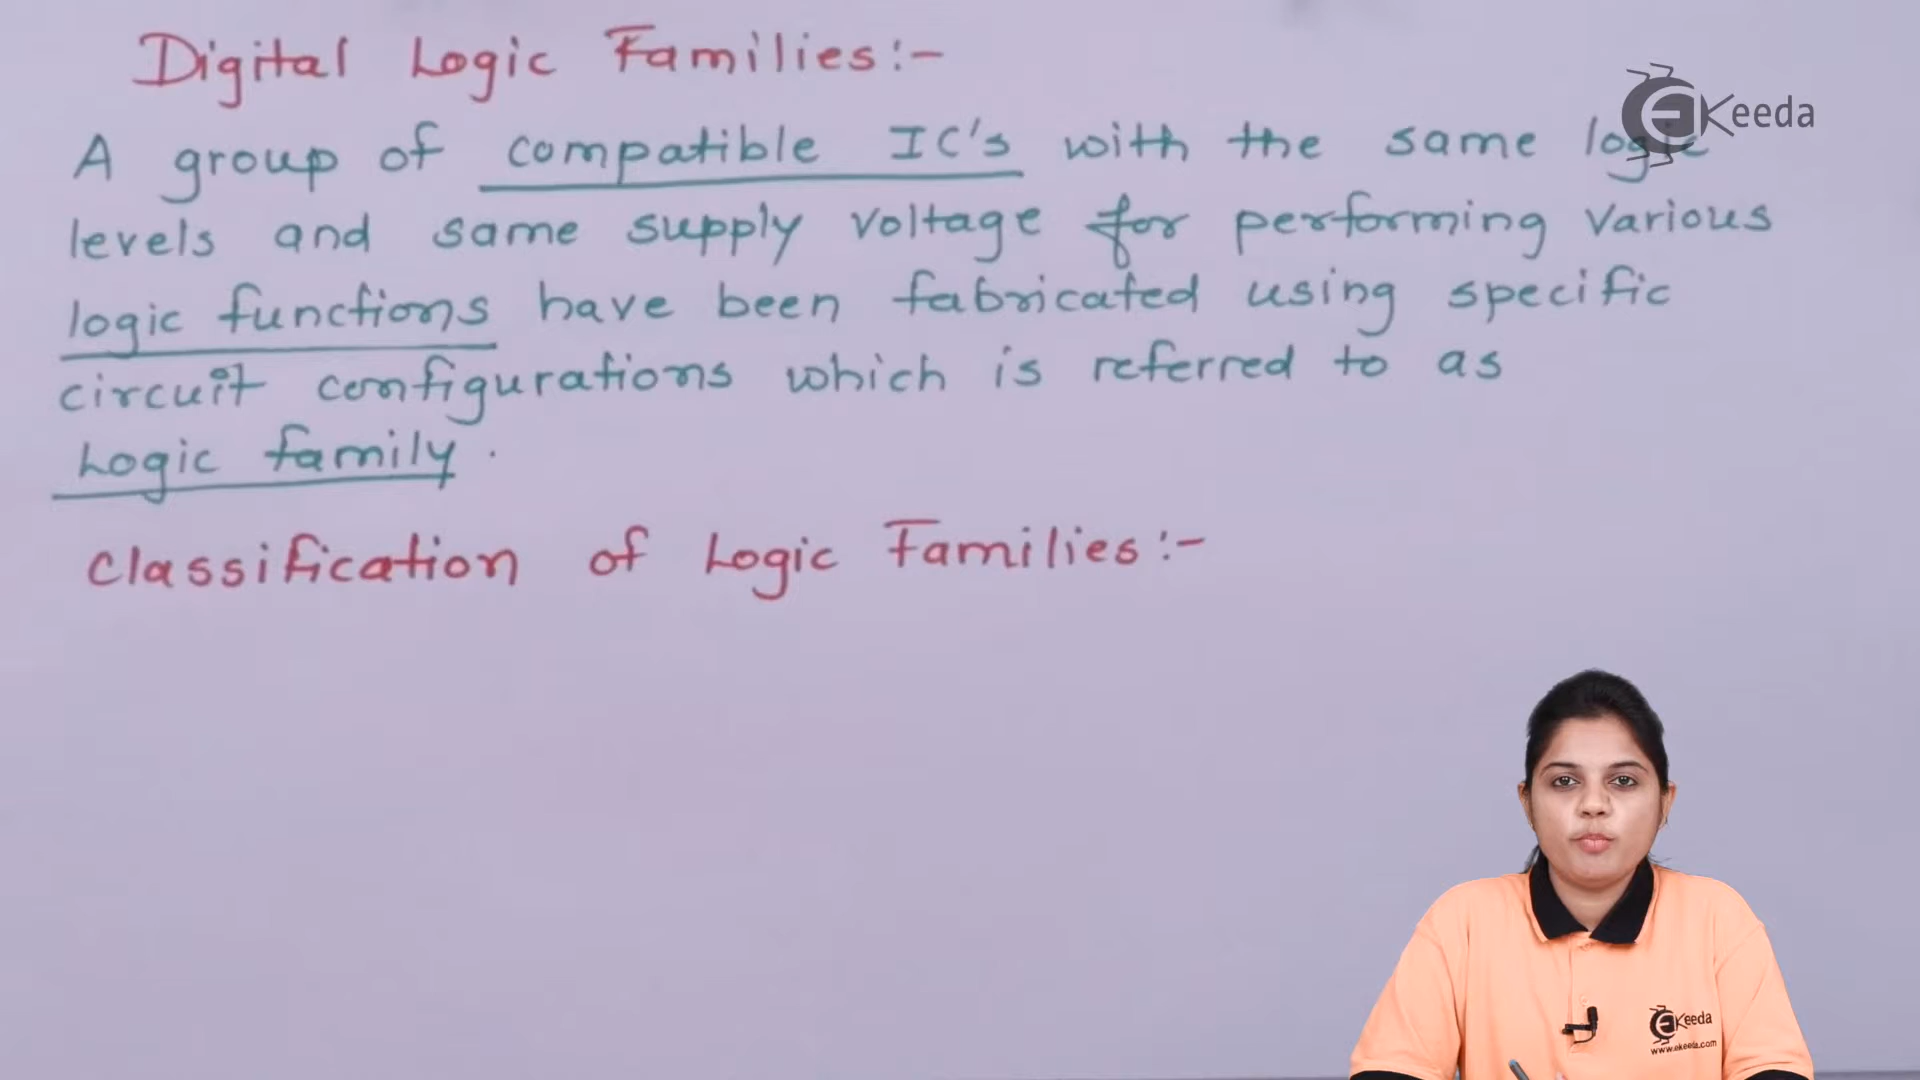 Digital Logic Families:-
EKeeda
A group of compatible IC's with the same logic
levels and same supply voltage for performing various
logic functions have been fabricated using specific
circuit configurations which is referred to as
Logic family.
Classification of Logic Families:-
EKeeda
www.ekeeda.com